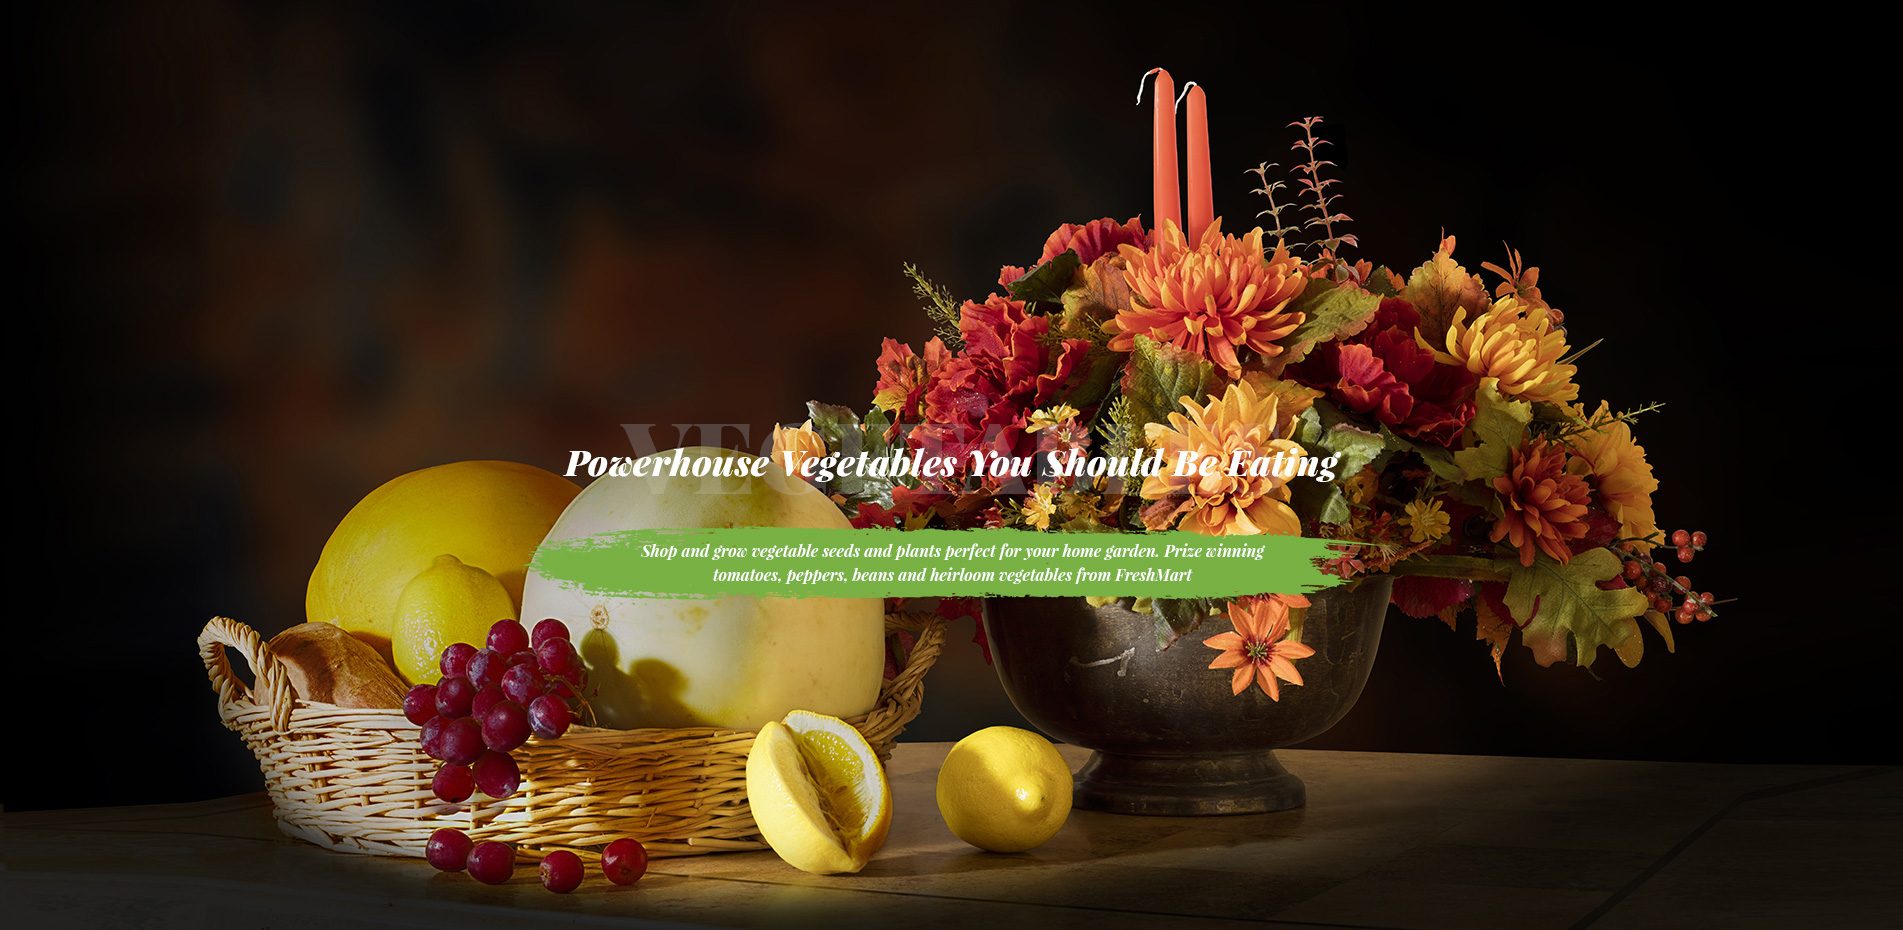 VEGETABLES
Powerhouse Vegetables You Should Be Eating
Shop and grow vegetable seeds and plants perfect for your home garden. Prize winning
tomatoes, peppers, beans and heirloom vegetables from FreshMart